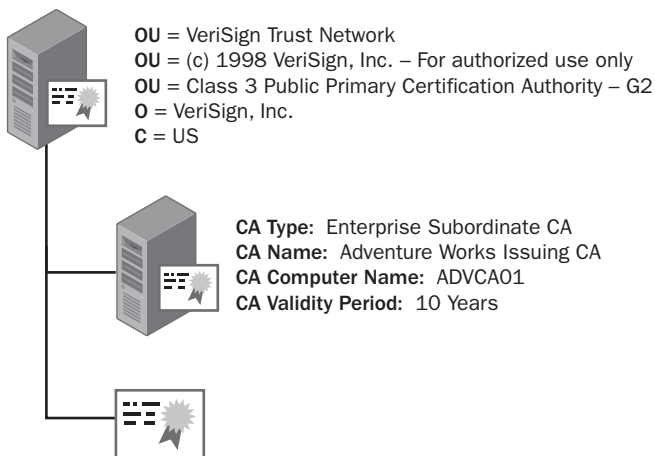 OU = VeriSign Trust Network
OU = (c) 1998 VeriSign, Inc. – For authorized use only
OU = Class 3 Public Primary Certification Authority – G2
O = VeriSign, Inc.
C = US
CA Type: Enterprise Subordinate CA
CA Name: Adventure Works Issuing CA
CA Computer Name: ADVCA01
CA Validity Period: 10 Years